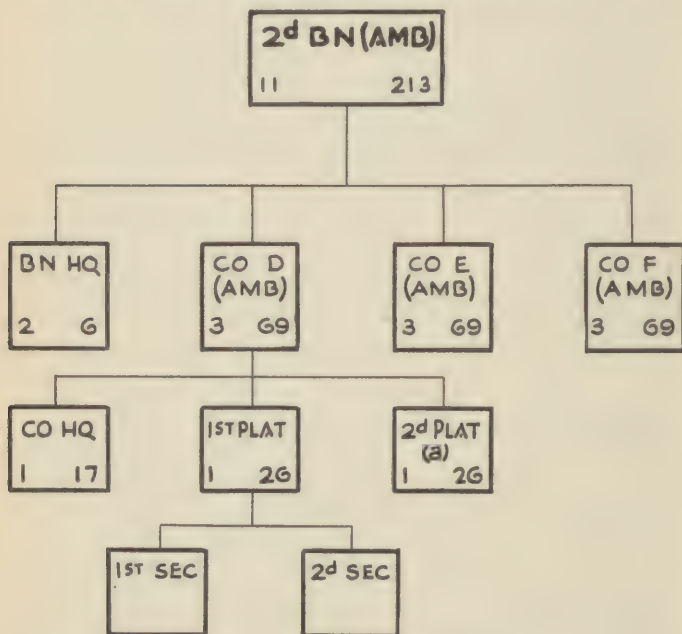 2d BN (AMB)
11 213
BN HQ
2 6
CO D
(AMB)
3 69
CO E
(AMB)
3 69
CO F
(AMB)
3 69
CO HQ
1 17
1ST PLAT
1 26
2d PLAT
(a)
1 26
1ST SEC
2d SEC